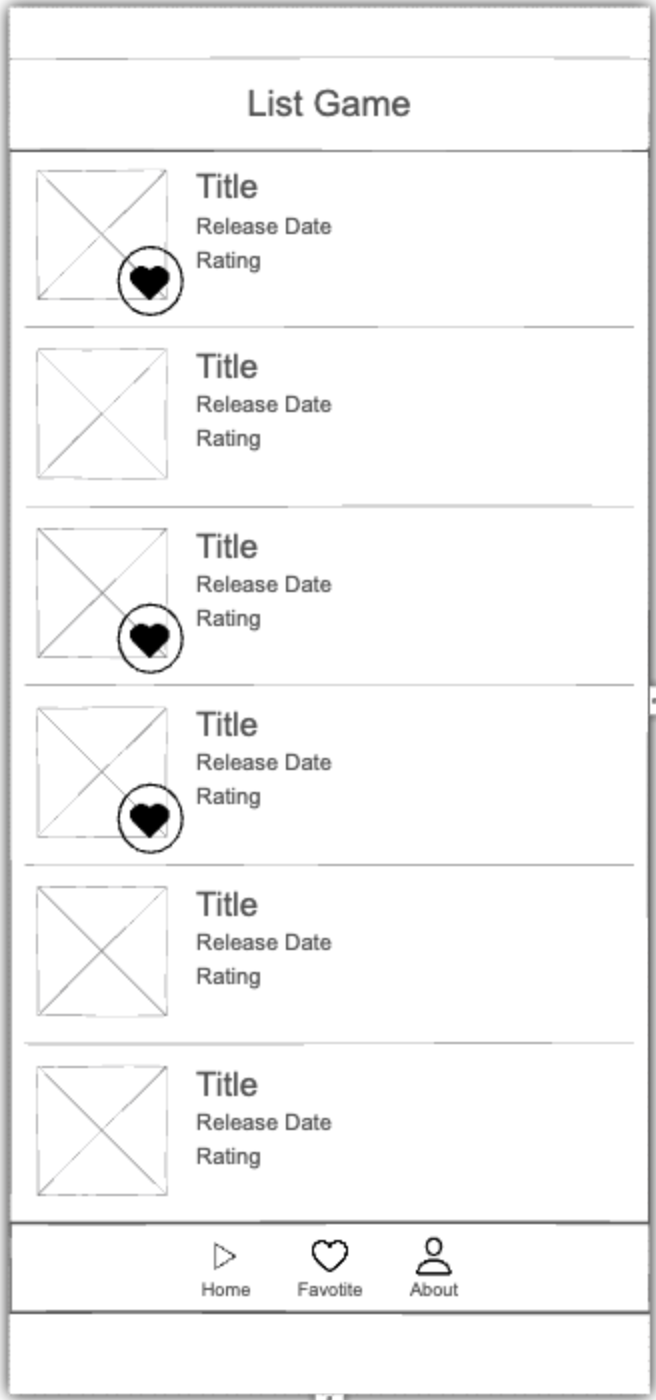 List Game
Title
Release Date
Rating
Title
Release Date
Rating
Title
Release Date
Rating
Title
Release Date
Rating
Title
Release Date
Rating
Title
Release Date
Rating
Home Favotite About